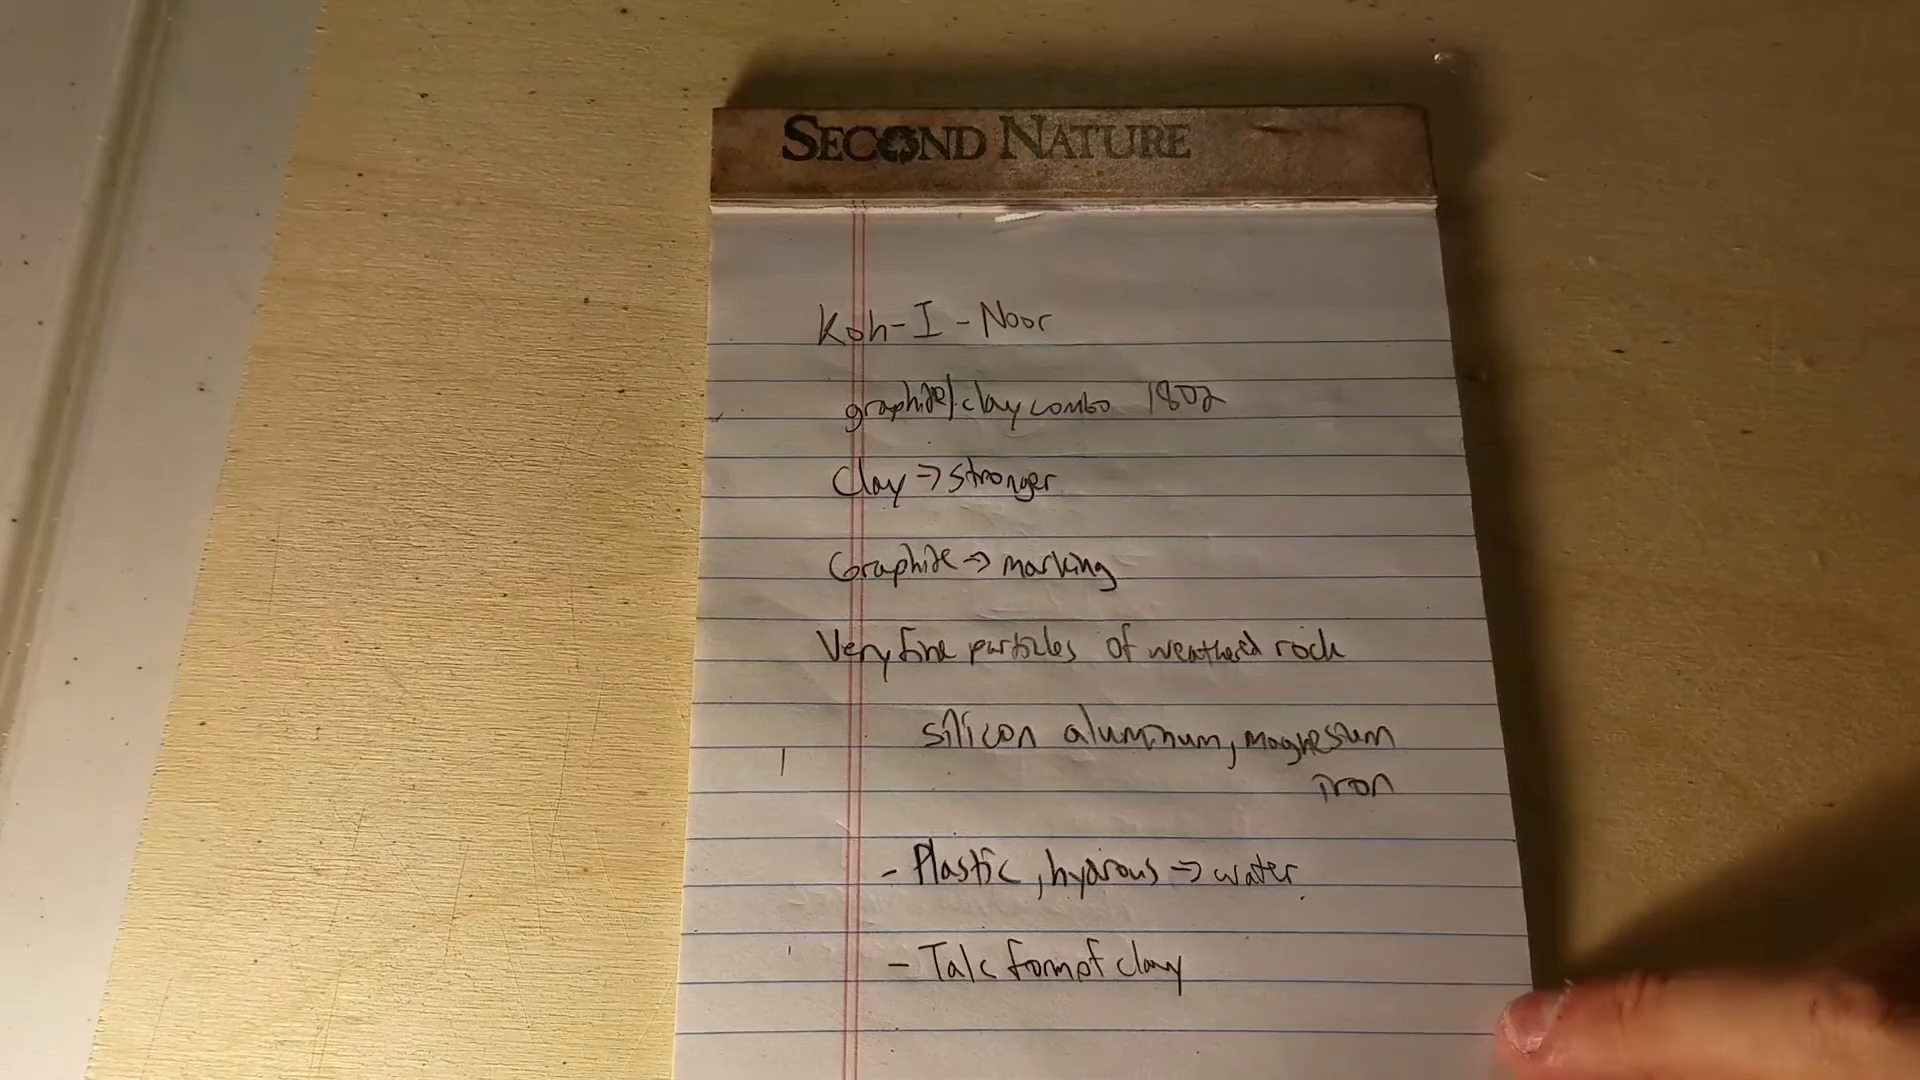 SECOND NATURE
Koh-I-Noor
graphite/clay combo 1802
Clay → stronger
Graphite → marking
Very fine particles of weathered rock
silicon aluminum, magnesium
iron
- Plastic, hydrous → water
- Talc form of clay